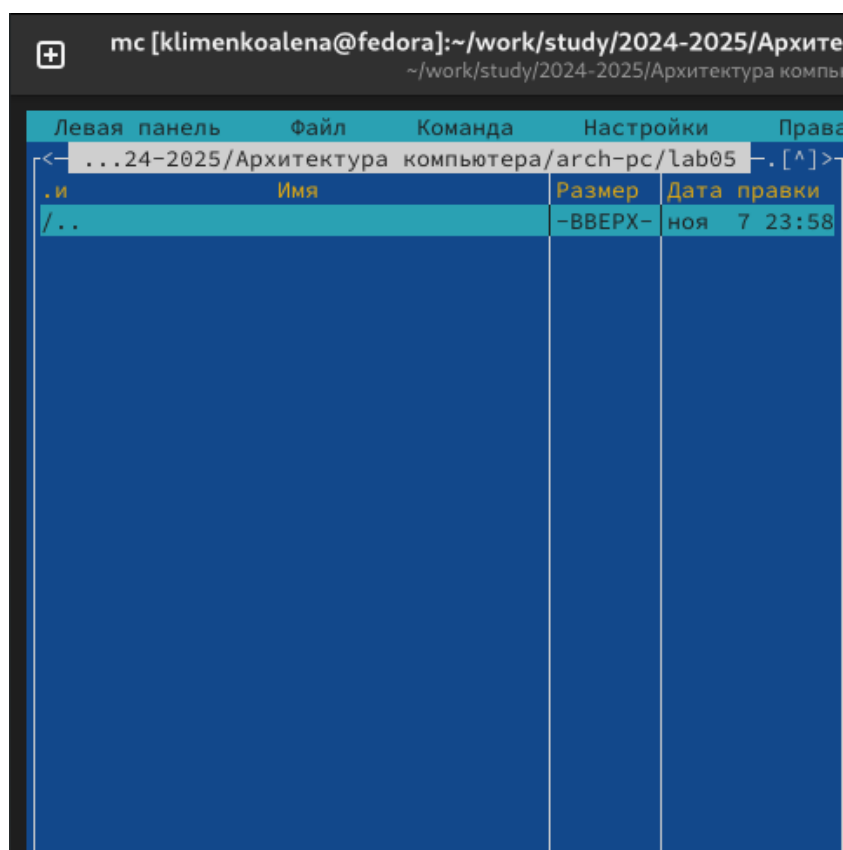 mc [klimenkoalena@fedora]:~/work/study/2024-2025/Архите
~/work/study/2024-2025/Архитектура компь
Левая панель Файл Команда Настройки Права
<─ ...24-2025/Архитектура компьютера/arch-pc/lab05 ─.[^]>
.и Имя Размер Дата правки
/.. -ВВЕРХ- ноя 7 23:58